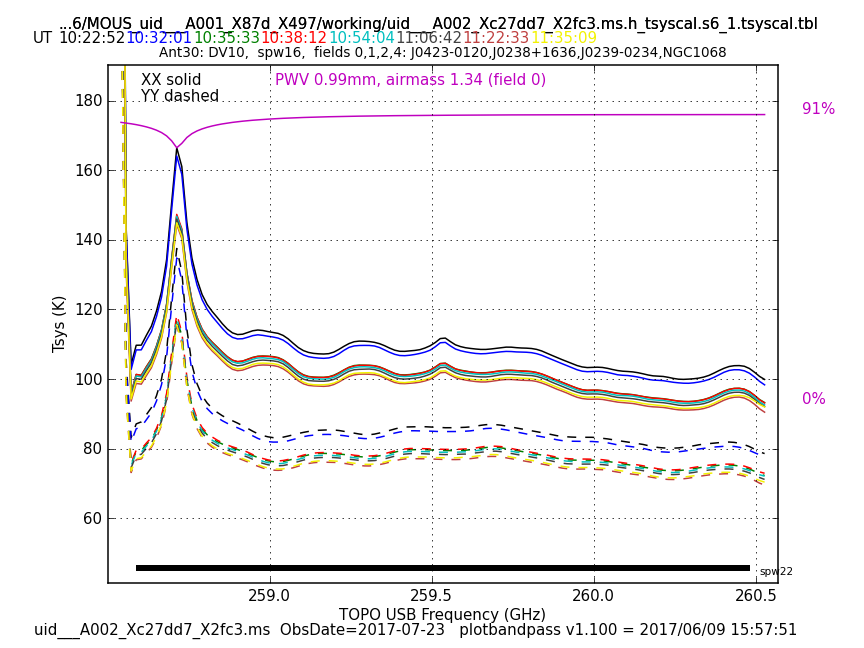 ...6/MOUS_uid___A001_X87d_X497/working/uid___A002_Xc27dd7_X2fc3.ms.h_tsyscal.s6_1.tsyscal.tbl
UT 10:22:52 10:32:01 10:35:33 10:38:12 10:54:04 11:06:42 11:22:33 11:35:09
Ant30: DV10,  spw16,  fields 0,1,2,4: J0423-0120,J0238+1636,J0239-0234,NGC1068
XX solid
PWV 0.99mm, airmass 1.34 (field 0)
YY dashed
91%
0%
180
160
140
120
100
80
60
Tsys (K)
spw22
259.0 259.5 260.0 260.5
TOPO USB Frequency (GHz)
uid___A002_Xc27dd7_X2fc3.ms  ObsDate=2017-07-23   plotbandpass v1.100 = 2017/06/09 15:57:51